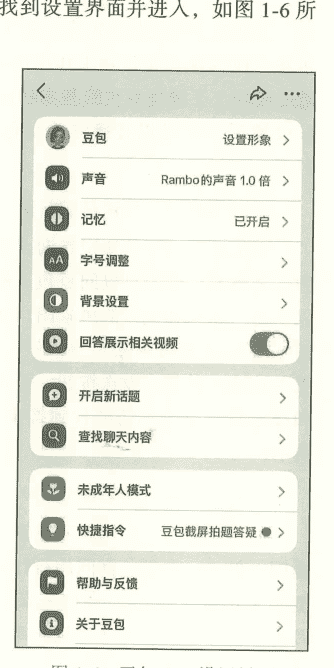 找到设置界面并进入，如图 1-6 所
豆包 设置形象
声音 Rambo的声音 1.0 倍
记忆 已开启
AA 字号调整
背景设置
回答展示相关视频
开启新话题
查找聊天内容
未成年人模式
快捷指令 豆包截屏拍题答疑
帮助与反馈
关于豆包